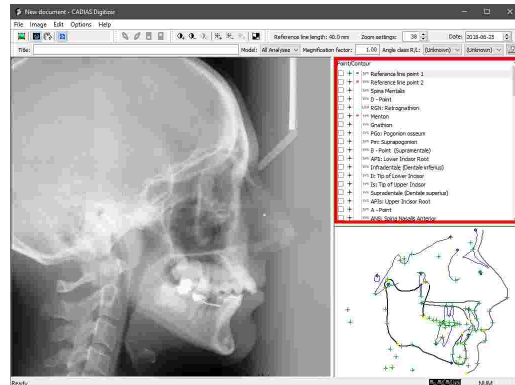 New document - CADIAS Digitizer
File Image Edit Options Help
Reference line length: 40.0 mm Zoom settings: 38 Date: 2018-06-25
Title: Model: All Analyses Magnification factor: 1.00 Angle class R/L: (Unknown) (Unknown)
Point/Contour
Reference line point 1
Reference line point 2
Spina Mentalis
D - Point
RGN: Retrognathion
Menton
Gnathion
PGo: Pogonion osseum
Pm: Suprapogonion
B - Point (Supramentale)
API: Lower Incisor Root
Infradentale (Dentale inferius)
Ii: Tip of Lower Incisor
Is: Tip of Upper Incisor
Supradentale (Dentale superius)
APIs: Upper Incisor Root
A - Point
ANS: Spina Nasalis Anterior
Ready NUM